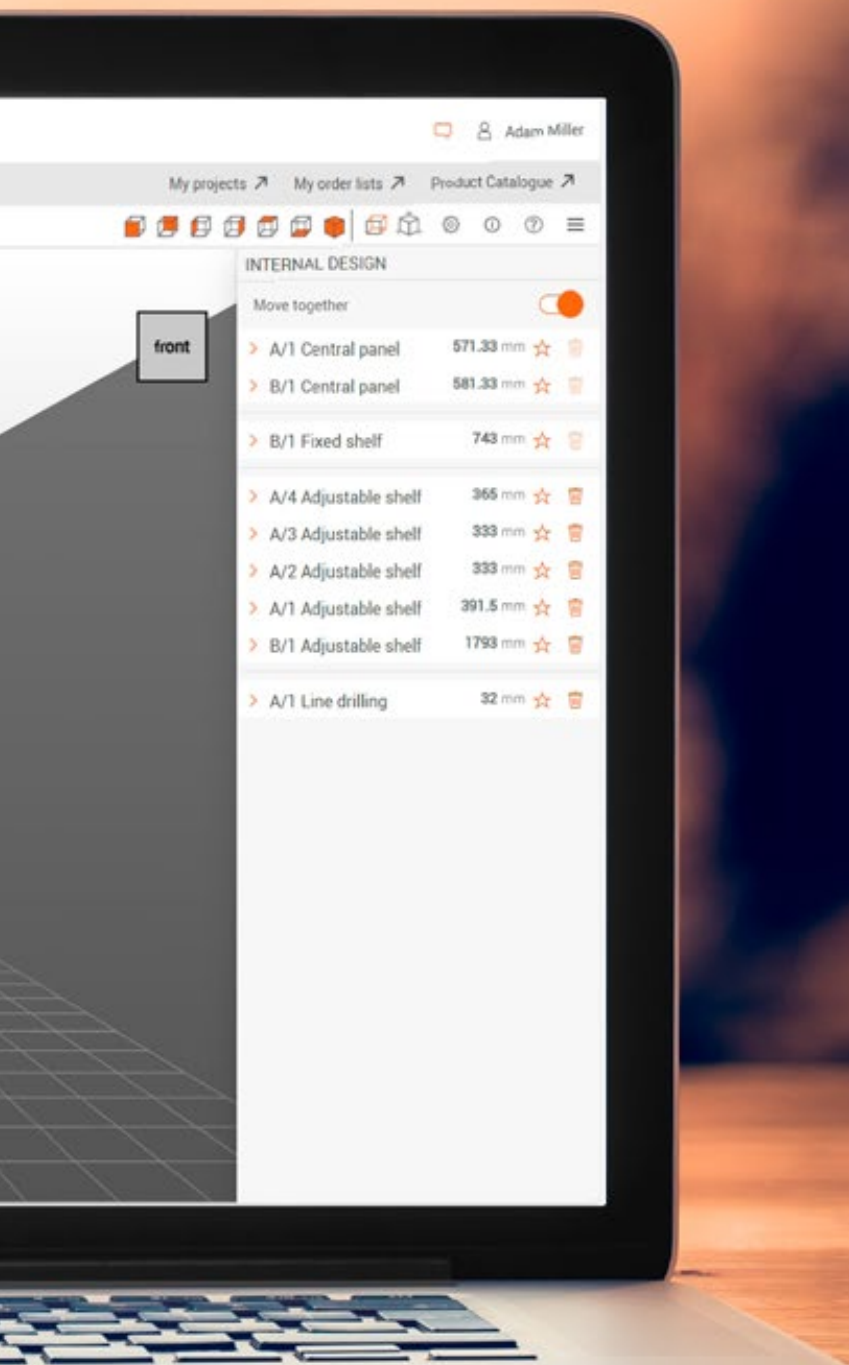 Adam Miller
My projects My order lists Product Catalogue
INTERNAL DESIGN
Move together
front
A/1 Central panel 571.33 mm
B/1 Central panel 581.33 mm
B/1 Fixed shelf 743 mm
A/4 Adjustable shelf 365 mm
A/3 Adjustable shelf 333 mm
A/2 Adjustable shelf 333 mm
A/1 Adjustable shelf 391.5 mm
B/1 Adjustable shelf 1793 mm
A/1 Line drilling 32 mm